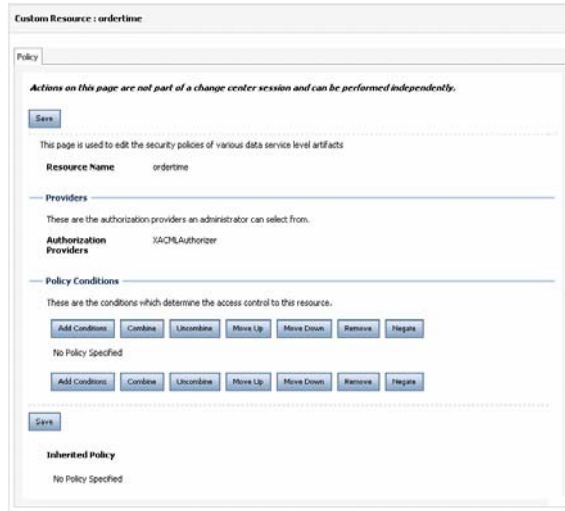 Custom Resource : ordertime
Policy
Actions on this page are not part of a change center session and can be performed independently.
Save
This page is used to edit the security policies of various data service level artifacts
Resource Name ordertime
Providers
These are the authorization providers an administrator can select from.
Authorization Providers XACMLAuthorizer
Policy Conditions
These are the conditions which determine the access control to this resource.
Add Conditions Combine Uncombine Move Up Move Down Remove Negate
No Policy Specified
Add Conditions Combine Uncombine Move Up Move Down Remove Negate
Save
Inherited Policy
No Policy Specified